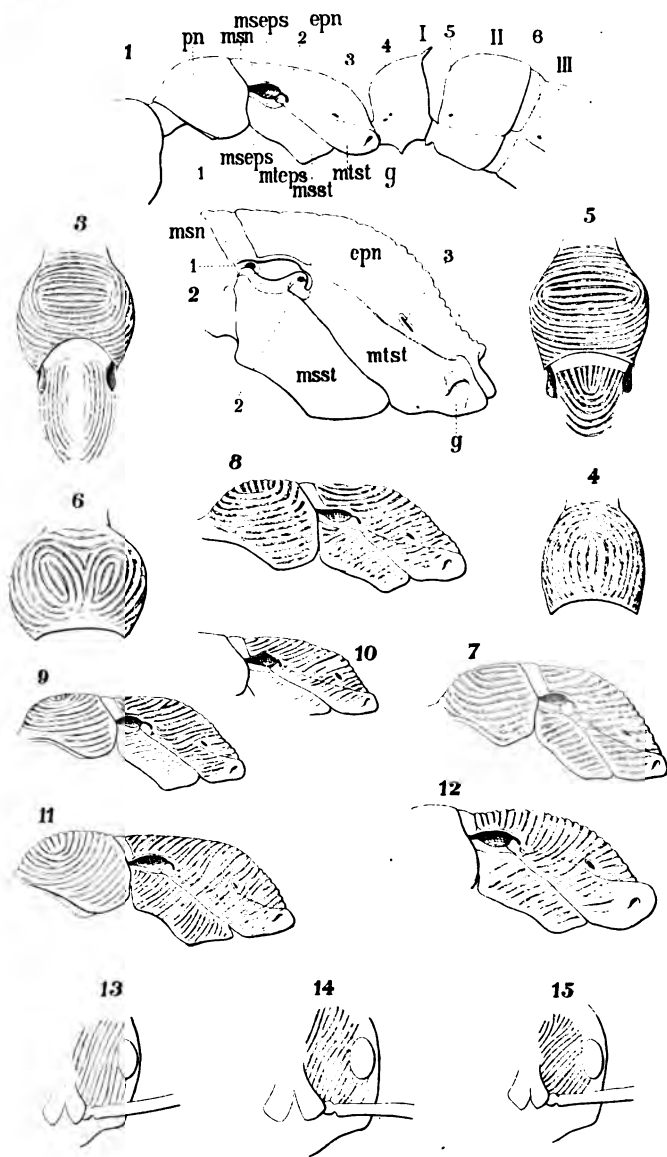 mseps
msn 2 epn
1 pn 3 4 I 5 II 6 III
1 mseps mteps msst mtst g
3 5
msn
1 epn 3
2
msst mtst
2 g
6 8 4
9 10 7
11 12
13 14 15